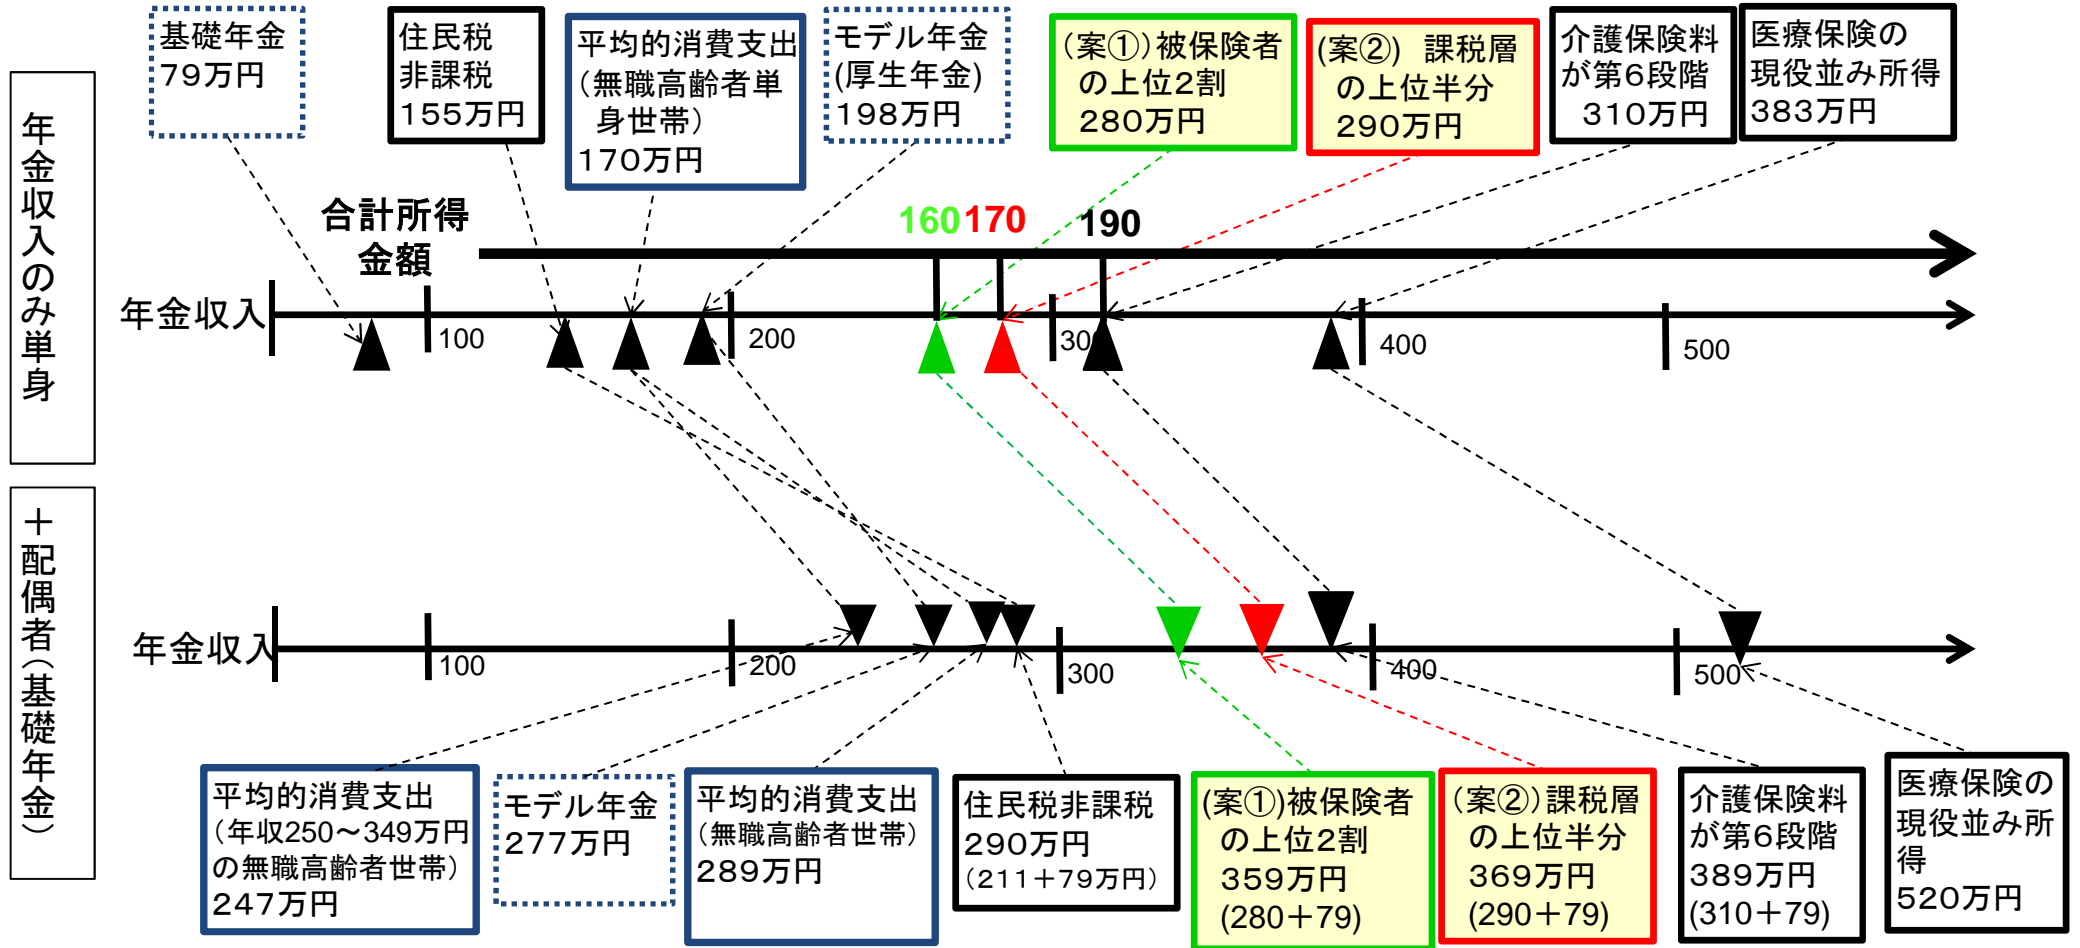 基礎年金
79万円
住民税
非課税
155万円
平均的消費支出
（無職高齢者単
身世帯）
170万円
モデル年金
(厚生年金)
198万円
（案①）被保険者
の上位２割
280万円
(案②) 課税層
の上位半分
290万円
介護保険料
が第６段階
310万円
医療保険の
現役並み所得
383万円
年金収入のみ単身
合計所得
金額
160
170
190
年金収入
100
200
300
400
500
＋配偶者（基礎年金）
年金収入
100
200
300
400
500
平均的消費支出
（年収250～349万円
の無職高齢者世帯）
247万円
モデル年金
277万円
平均的消費支出
（無職高齢者世帯）
289万円
住民税非課税
290万円
（211＋79万円）
(案①)被保険者
の上位２割
359万円
(280＋79)
（案②）課税層
の上位半分
369万円
(290＋79)
介護保険料
が第６段階
389万円
(310＋79)
医療保険の
現役並み所
得
520万円